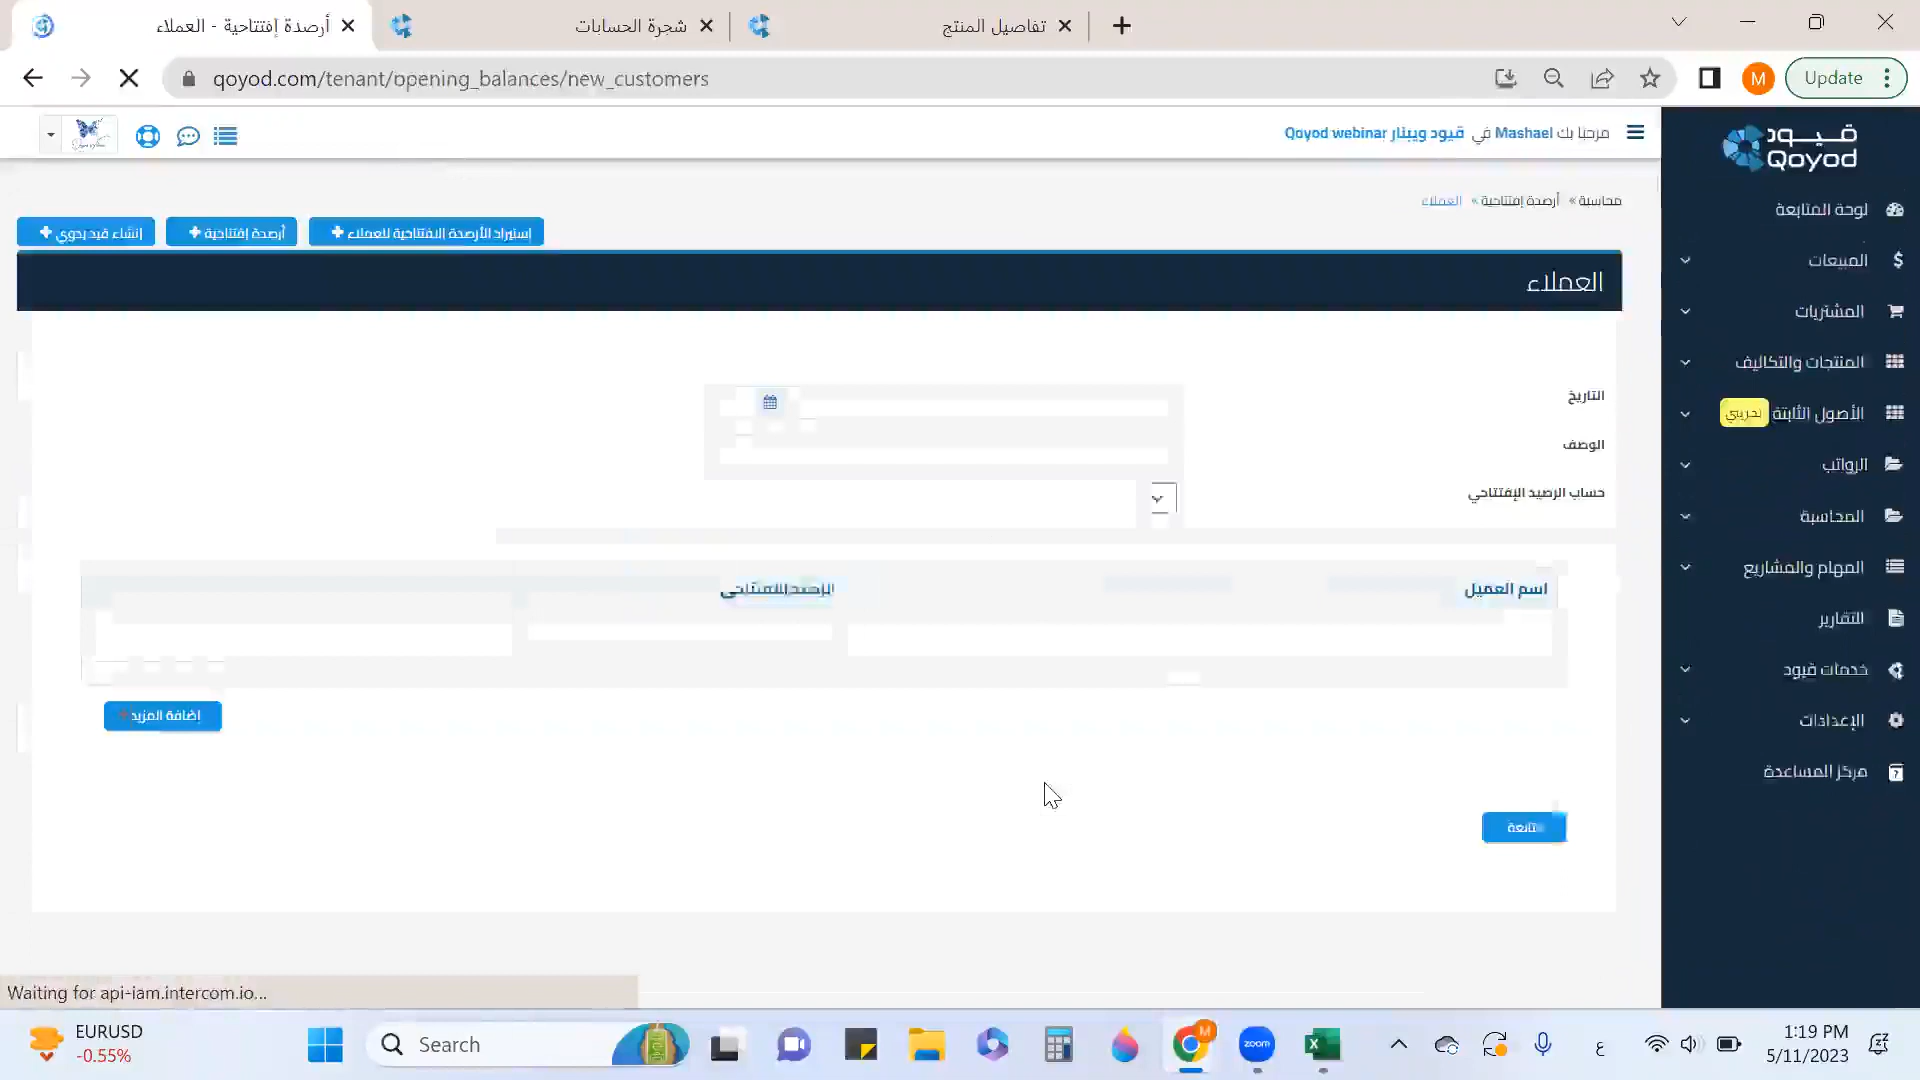 أرصدة إفتتاحية - العملاء
شجرة الحسابات
تفاصيل المنتج
qoyod.com/tenant/opening_balances/new_customers
M
Update
مرحبًا بك Mashael في قيود ويبنار Qoyod webinar
قيود
Qoyod
محاسبة » أرصدة إفتتاحية » العملاء
إستيراد الأرصدة الافتتاحية للعملاء
أرصدة إفتتاحية
إنشاء قيد يدوي
العملاء
التاريخ
الوصف
حساب الرصيد الإفتتاحي
اسم العميل
الرصيد الافتتاحي
إضافة المزيد
متابعة
لوحة المتابعة
المبيعات
المشتريات
المنتجات والتكاليف
الأصول الثابتة تجريبي
الرواتب
المحاسبة
المهام والمشاريع
التقارير
خدمات قيود
الإعدادات
مركز المساعدة
Waiting for api-iam.intercom.io...
EURUSD
-0.55%
Search
M
zoom
ع
1:19 PM
5/11/2023